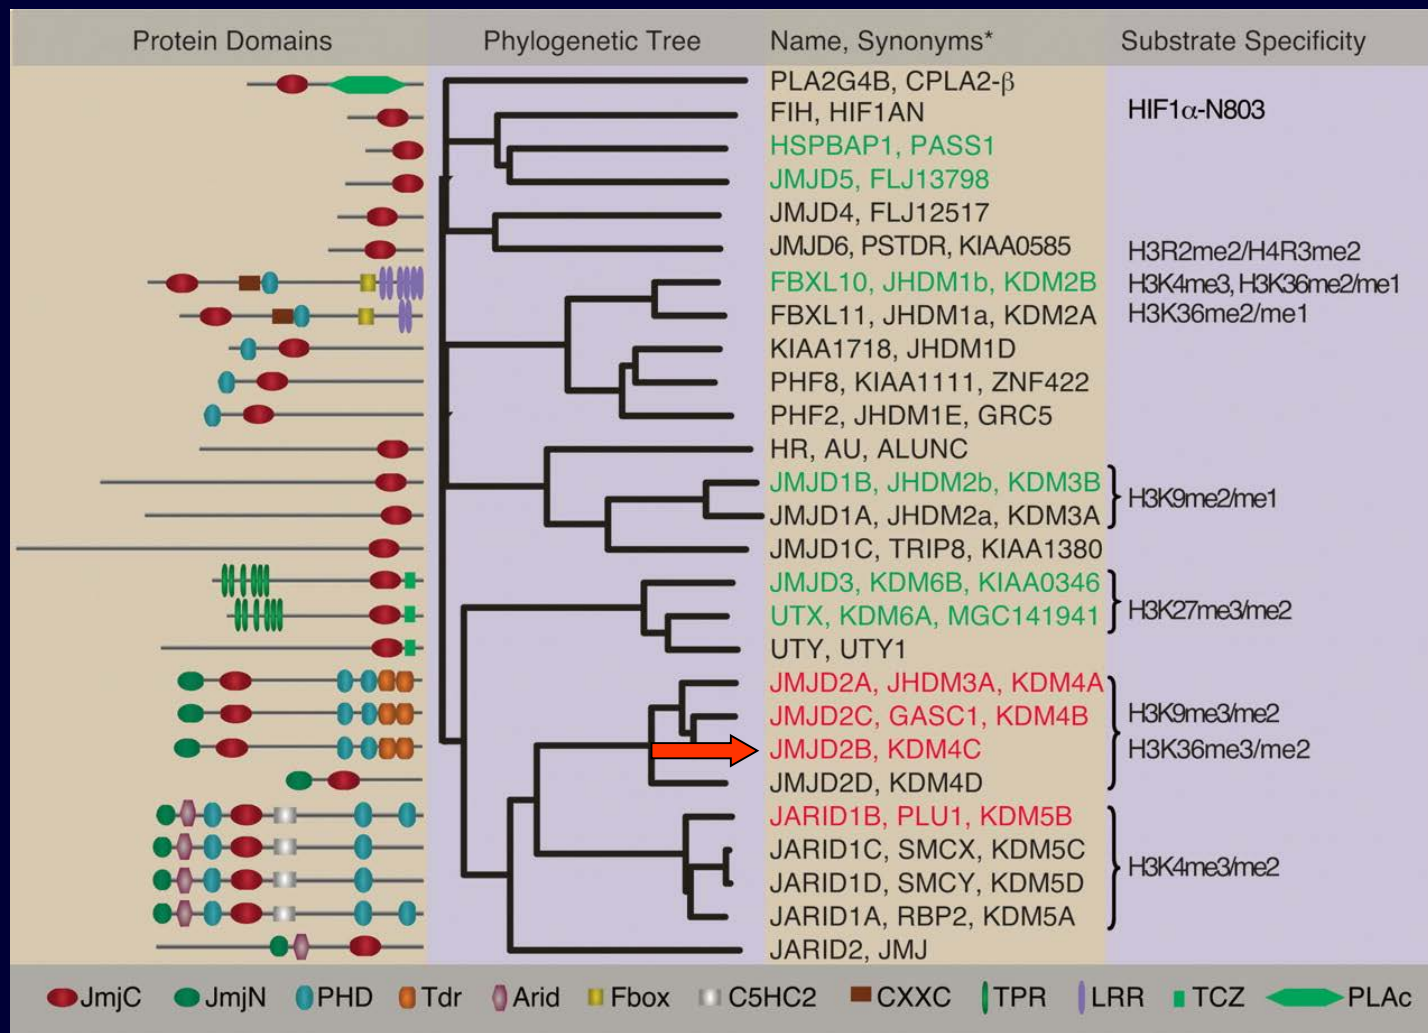 Protein Domains Phylogenetic Tree Name, Synonyms* Substrate Specificity
PLA2G4B, CPLA2-β
FIH, HIF1AN HIF1α-N803
HSPBAP1, PASS1
JMJD5, FLJ13798
JMJD4, FLJ12517
JMJD6, PSTDR, KIAA0585 H3R2me2/H4R3me2
FBXL10, JHDM1b, KDM2B H3K4me3, H3K36me2/me1
FBXL11, JHDM1a, KDM2A H3K36me2/me1
KIAA1718, JHDM1D
PHF8, KIAA1111, ZNF422
PHF2, JHDM1E, GRC5
HR, AU, ALUNC
JMJD1B, JHDM2b, KDM3B
H3K9me2/me1
JMJD1A, JHDM2a, KDM3A
JMJD1C, TRIP8, KIAA1380
JMJD3, KDM6B, KIAA0346
H3K27me3/me2
UTX, KDM6A, MGC141941
UTY, UTY1
JMJD2A, JHDM3A, KDM4A
JMJD2C, GASC1, KDM4B H3K9me3/me2
JMJD2B, KDM4C H3K36me3/me2
JMJD2D, KDM4D
JARID1B, PLU1, KDM5B
JARID1C, SMCX, KDM5C
H3K4me3/me2
JARID1D, SMCY, KDM5D
JARID1A, RBP2, KDM5A
JARID2, JMJ
JmjC JmjN PHD Tdr Arid Fbox C5HC2 CXXC TPR LRR TCZ PLAc